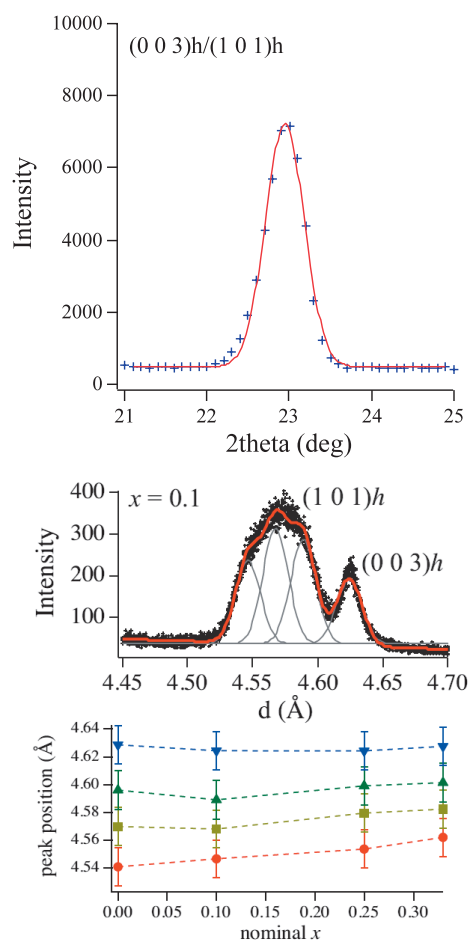 10000
(0 0 3)h/(1 0 1)h
8000
6000
4000
2000
0
Intensity
21 22 23 24 25
2theta (deg)
400
x = 0.1
(1 0 1)h
300
(0 0 3)h
200
100
Intensity
4.45 4.50 4.55 4.60 4.65 4.70
d (Å)
4.64
4.62
4.60
4.58
4.56
4.54
peak position (Å)
0.00 0.05 0.10 0.15 0.20 0.25 0.30
nominal x